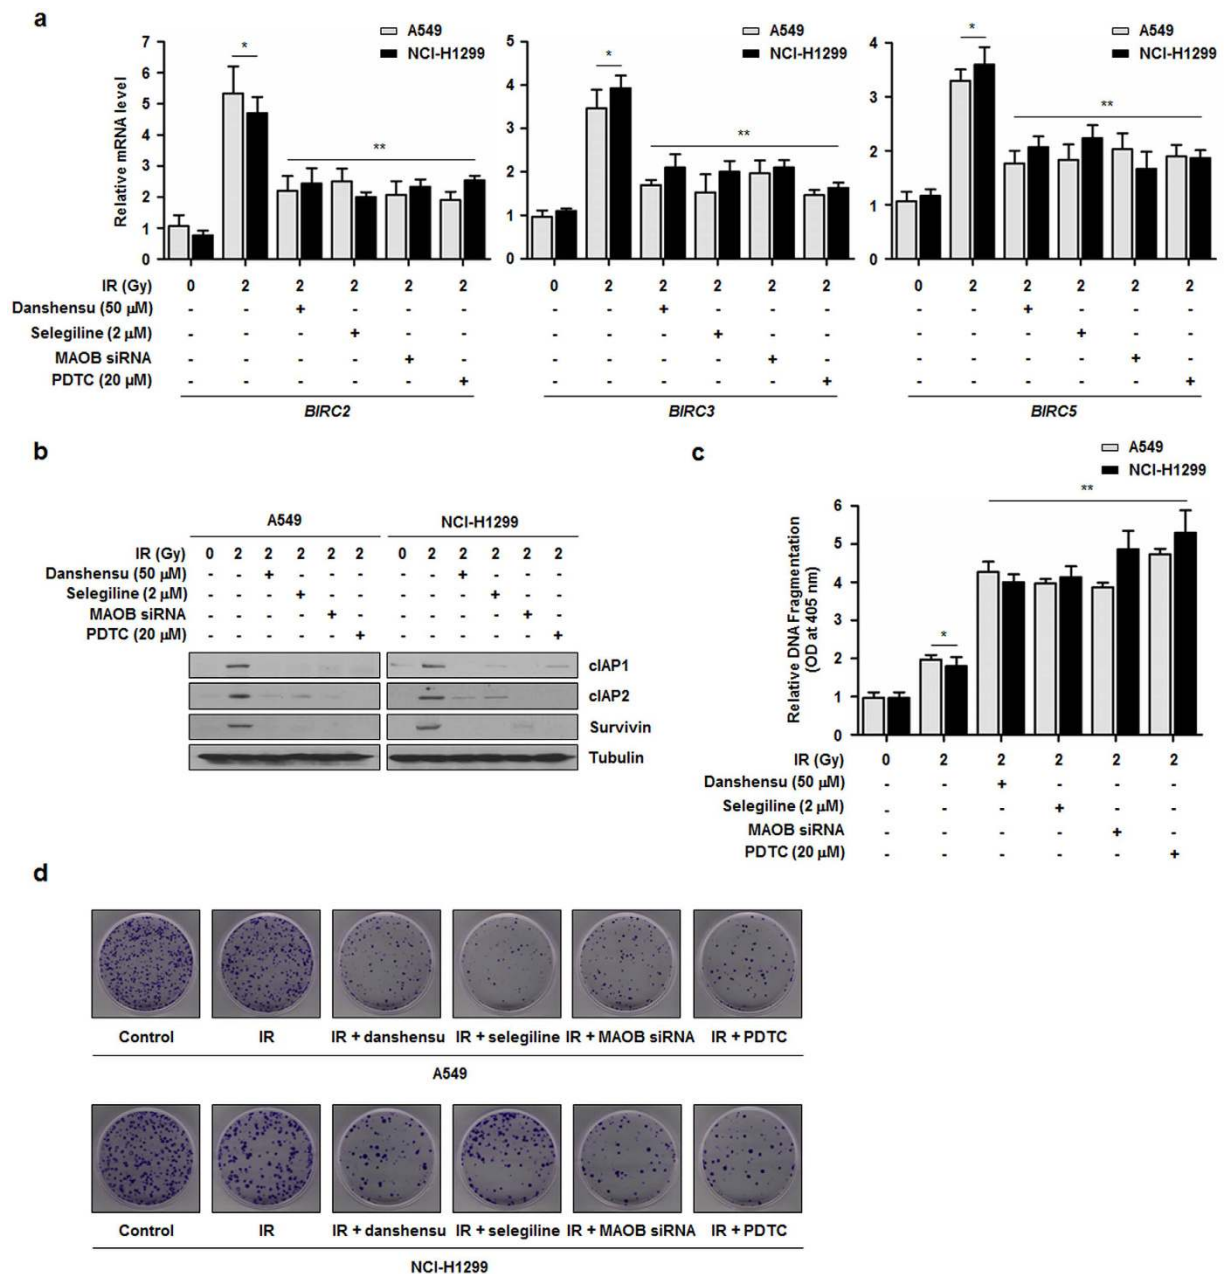 a
A549
NCI-H1299
A549
NCI-H1299
A549
NCI-H1299
Relative mRNA level
7 6 5 4 3 2 1 0
* **
5 4 3 2 1 0
* **
4 3 2 1 0
* **
IR (Gy) 0 2 2 2 2 2 0 2 2 2 2 2 0 2 2 2 2 2
Danshensu (50 µM) - - + - - - - - + - - - - - + - - -
Selegiline (2 µM) - - - + - - - - - + - - - - - + - -
MAOB siRNA - - - - + - - - - - + - - - - - + -
PDTC (20 µM) - - - - - + - - - - - + - - - - - +
BIRC2 BIRC3 BIRC5
b
A549 NCI-H1299
IR (Gy) 0 2 2 2 2 2 0 2 2 2 2 2
Danshensu (50 µM) - - + - - - - - + - - -
Selegiline (2 µM) - - - + - - - - - + - -
MAOB siRNA - - - - + - - - - - + -
PDTC (20 µM) - - - - - + - - - - - +
cIAP1
cIAP2
Survivin
Tubulin
c
A549
NCI-H1299
Relative DNA Fragmentation
(OD at 405 nm)
6 5 4 3 2 1 0
* **
IR (Gy) 0 2 2 2 2 2
Danshensu (50 µM) - - + - - -
Selegiline (2 µM) - - - + - -
MAOB siRNA - - - - + -
PDTC (20 µM) - - - - - +
d
Control IR IR + danshensu IR + selegiline IR + MAOB siRNA IR + PDTC
A549
Control IR IR + danshensu IR + selegiline IR + MAOB siRNA IR + PDTC
NCI-H1299